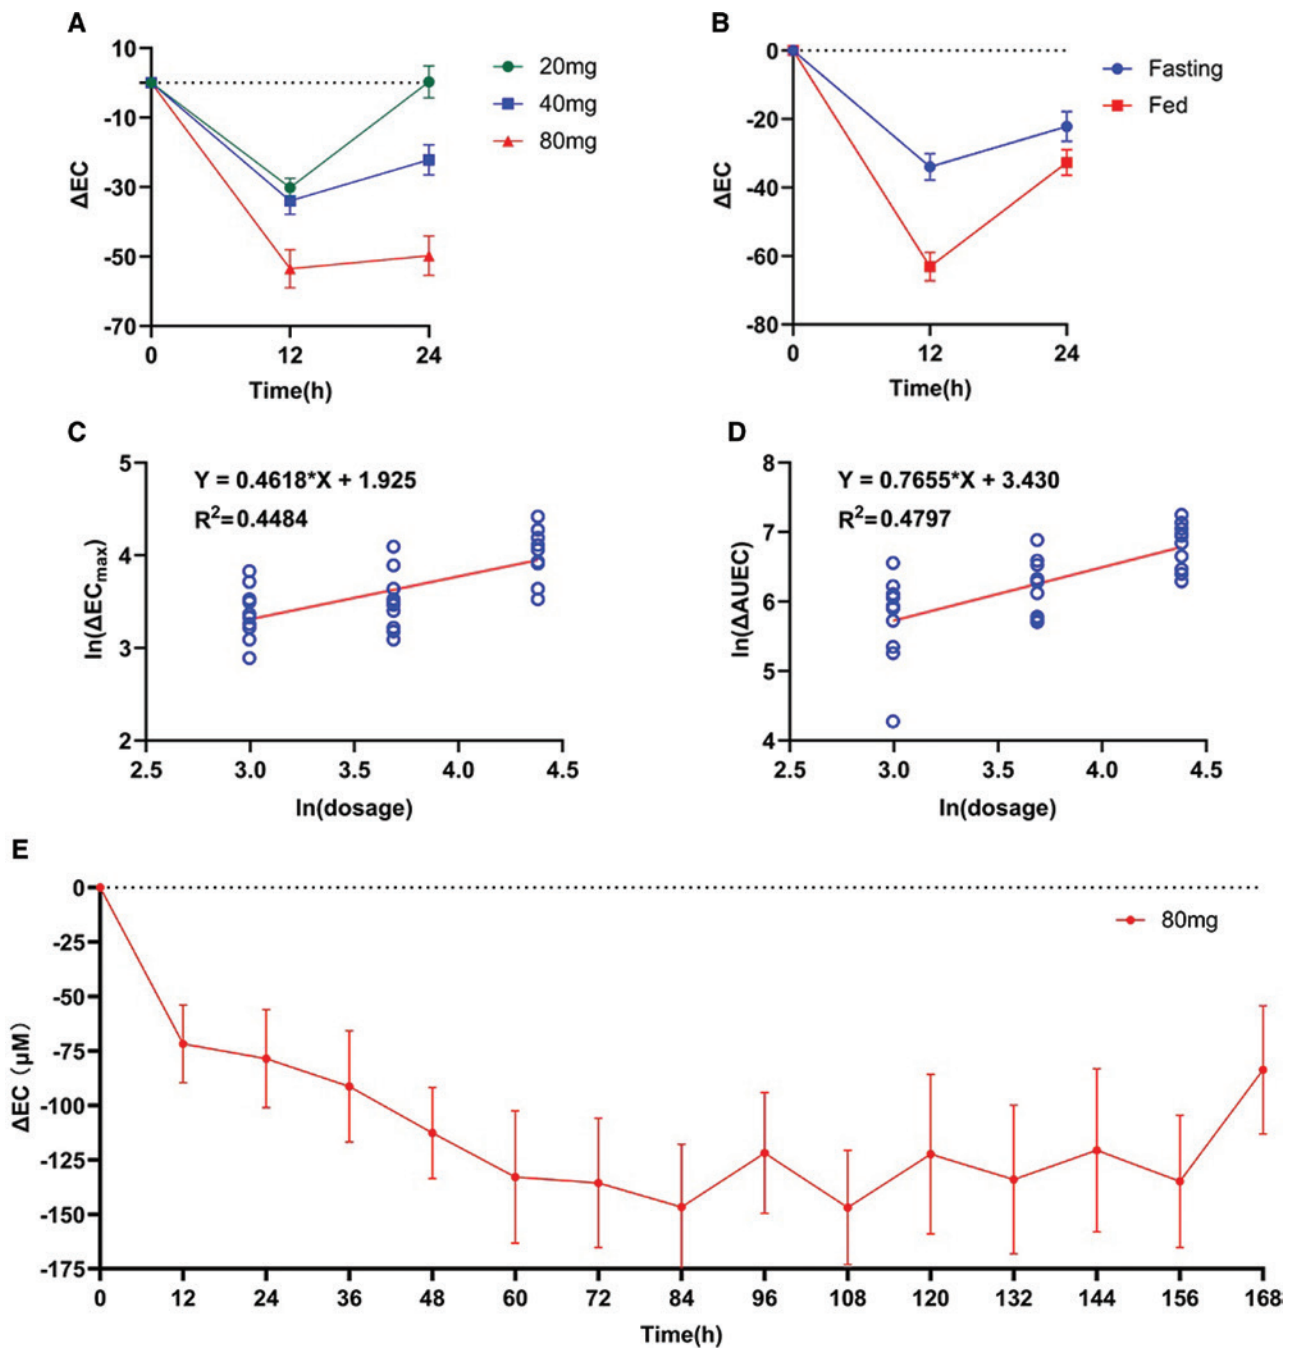 A
ΔEC
10
-10
-30
-50
-70
0
12
24
Time(h)
20mg
40mg
80mg
B
ΔEC
0
-20
-40
-60
-80
0
12
24
Time(h)
Fasting
Fed
C
ln(ΔECmax)
5
4
3
2
Y = 0.4618*X + 1.925
R²=0.4484
2.5
3.0
3.5
4.0
4.5
ln(dosage)
D
ln(ΔAUEC)
8
7
6
5
4
Y = 0.7655*X + 3.430
R²=0.4797
2.5
3.0
3.5
4.0
4.5
ln(dosage)
E
ΔEC（μM）
0
-25
-50
-75
-100
-125
-150
-175
80mg
0
12
24
36
48
60
72
84
96
108
120
132
144
156
168
Time(h)